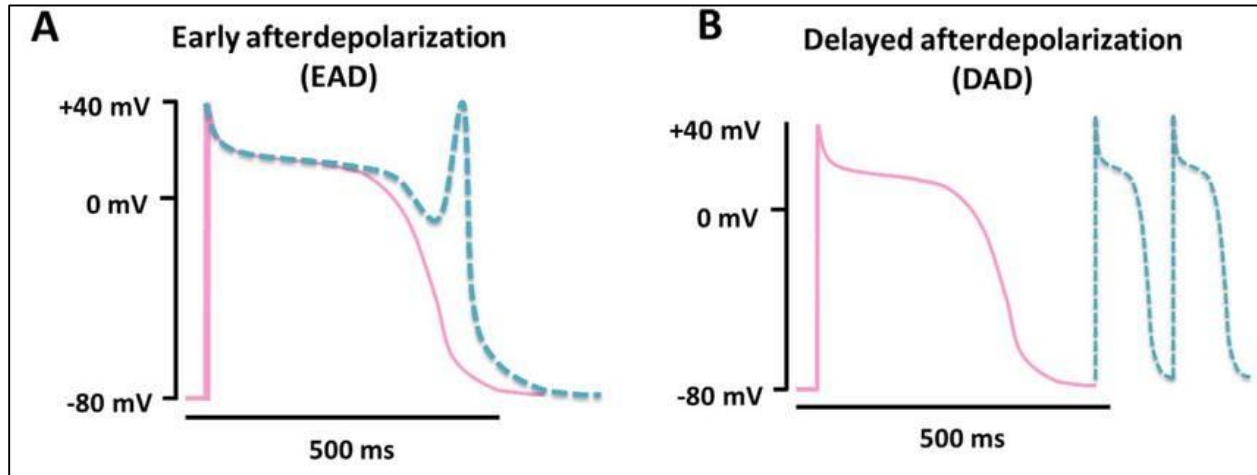 A
Early afterdepolarization
(EAD)
+40 mV
0 mV
-80 mV
500 ms
B
Delayed afterdepolarization
(DAD)
+40 mV
0 mV
-80 mV
500 ms